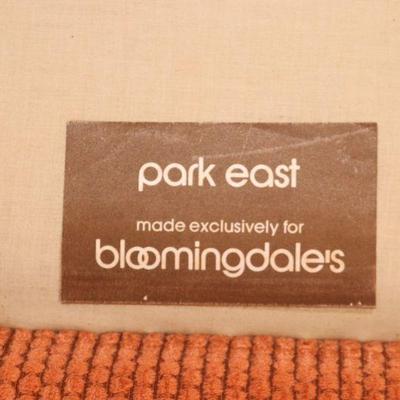 park east
made exclusively for
bloomingdale's